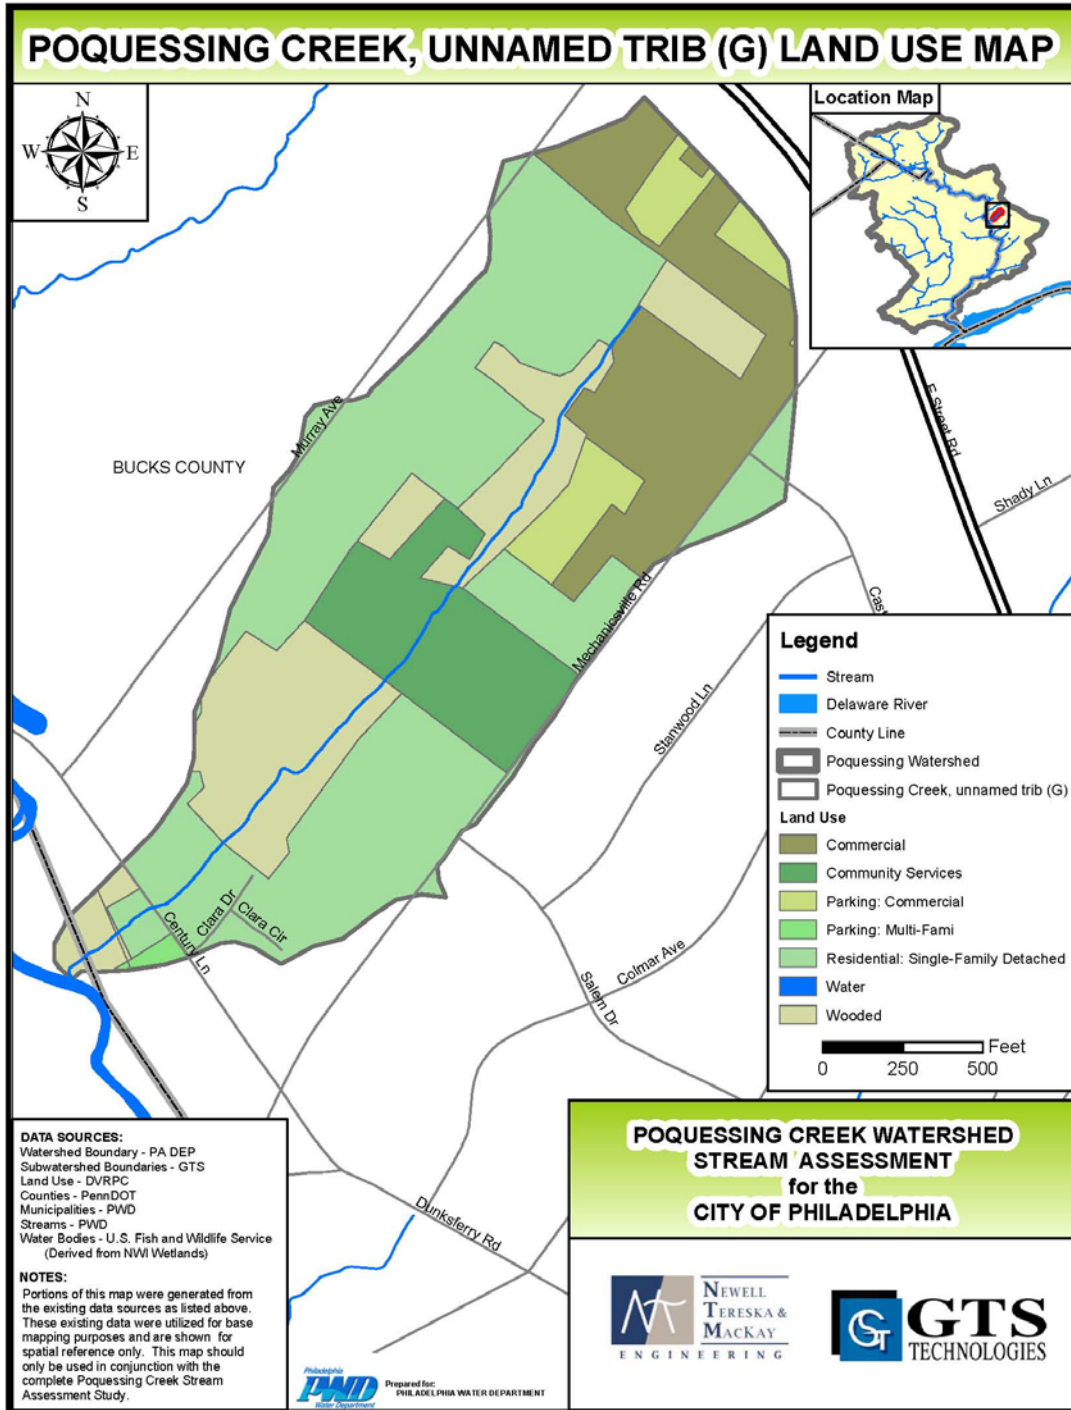 POQUESSING CREEK, UNNAMED TRIB (G) LAND USE MAP
N
W
E
S
Location Map
Murray Ave
BUCKS COUNTY
E Street Rd
Shady Ln
Mechanicsville Rd
Cast
Stanwood Ln
Clara Dr
Clara Cir
Century Ln
Colmar Ave
Salem Dr
Dunksferry Rd
Legend
Stream
Delaware River
County Line
Poquessing Watershed
Poquessing Creek, unnamed trib (G)
Land Use
Commercial
Community Services
Parking: Commercial
Parking: Multi-Fami
Residential: Single-Family Detached
Water
Wooded
Feet
0 250 500
DATA SOURCES:
Watershed Boundary - PA DEP
Subwatershed Boundaries - GTS
Land Use - DVRPC
Counties - PennDOT
Municipalities - PWD
Streams - PWD
Water Bodies - U.S. Fish and Wildlife Service
(Derived from NWI Wetlands)
NOTES:
Portions of this map were generated from
the existing data sources as listed above.
These existing data were utilized for base
mapping purposes and are shown for
spatial reference only. This map should
only be used in conjunction with the
complete Poquessing Creek Stream
Assessment Study.
Philadelphia
PWD
Water Department
Prepared for:
PHILADELPHIA WATER DEPARTMENT
POQUESSING CREEK WATERSHED
STREAM ASSESSMENT
for the
CITY OF PHILADELPHIA
NEWELL
TERESKA &
MACKAY
ENGINEERING
GTS
TECHNOLOGIES